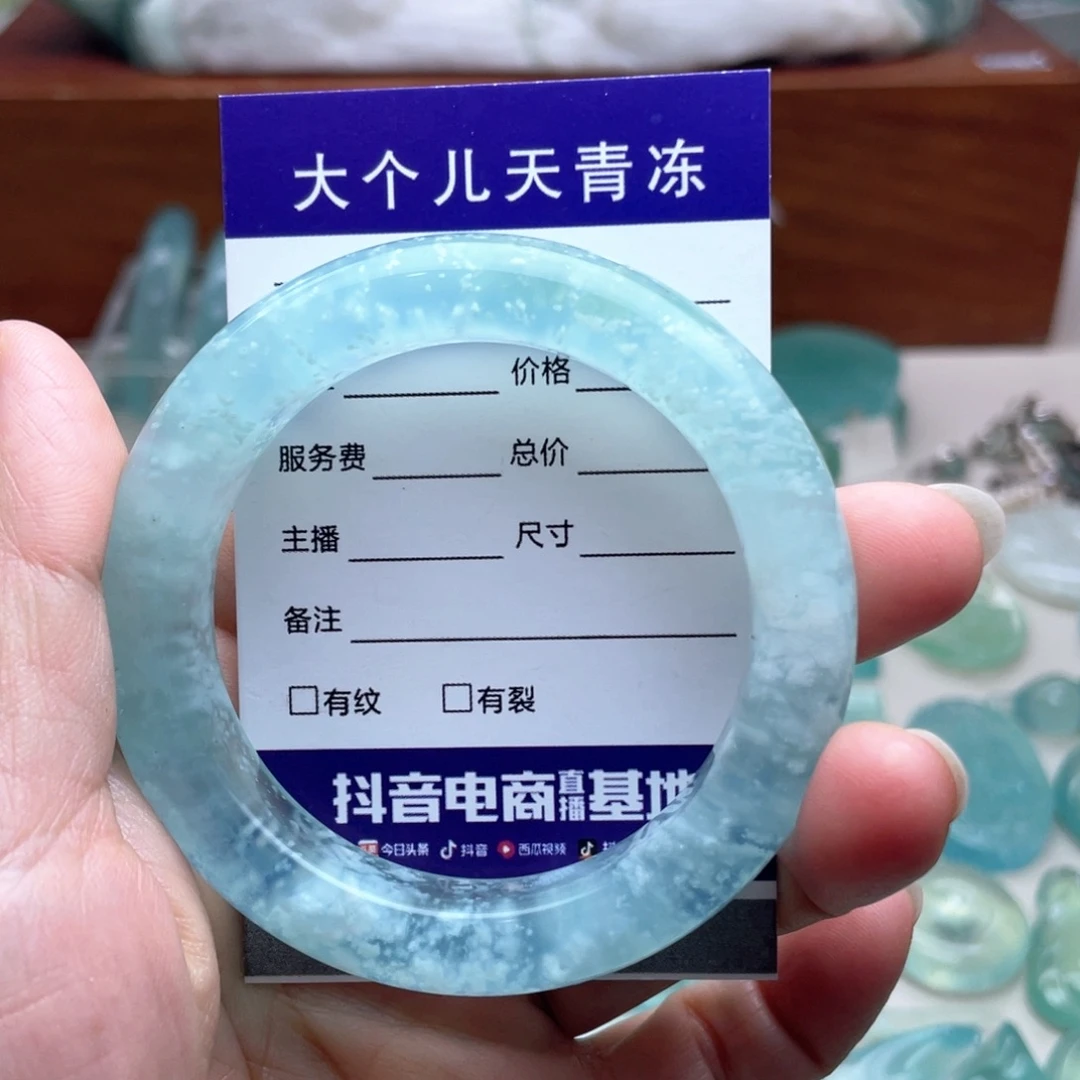 大个儿天青冻
价格
服务费 总价
主播 尺寸
备注
□有纹 □有裂
抖音电商直播基地
今日头条 抖音 西瓜视频